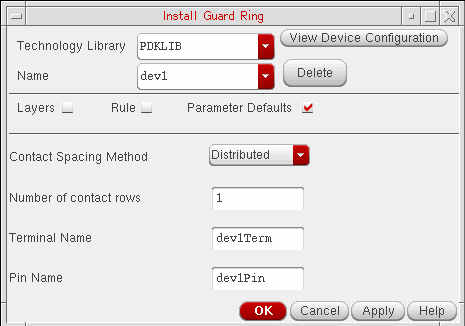 Install Guard Ring
Technology Library PDKLIB View Device Configuration
Name dev1 Delete
Layers Rule Parameter Defaults
Contact Spacing Method Distributed
Number of contact rows 1
Terminal Name dev1Term
Pin Name dev1Pin
OK Cancel Apply Help